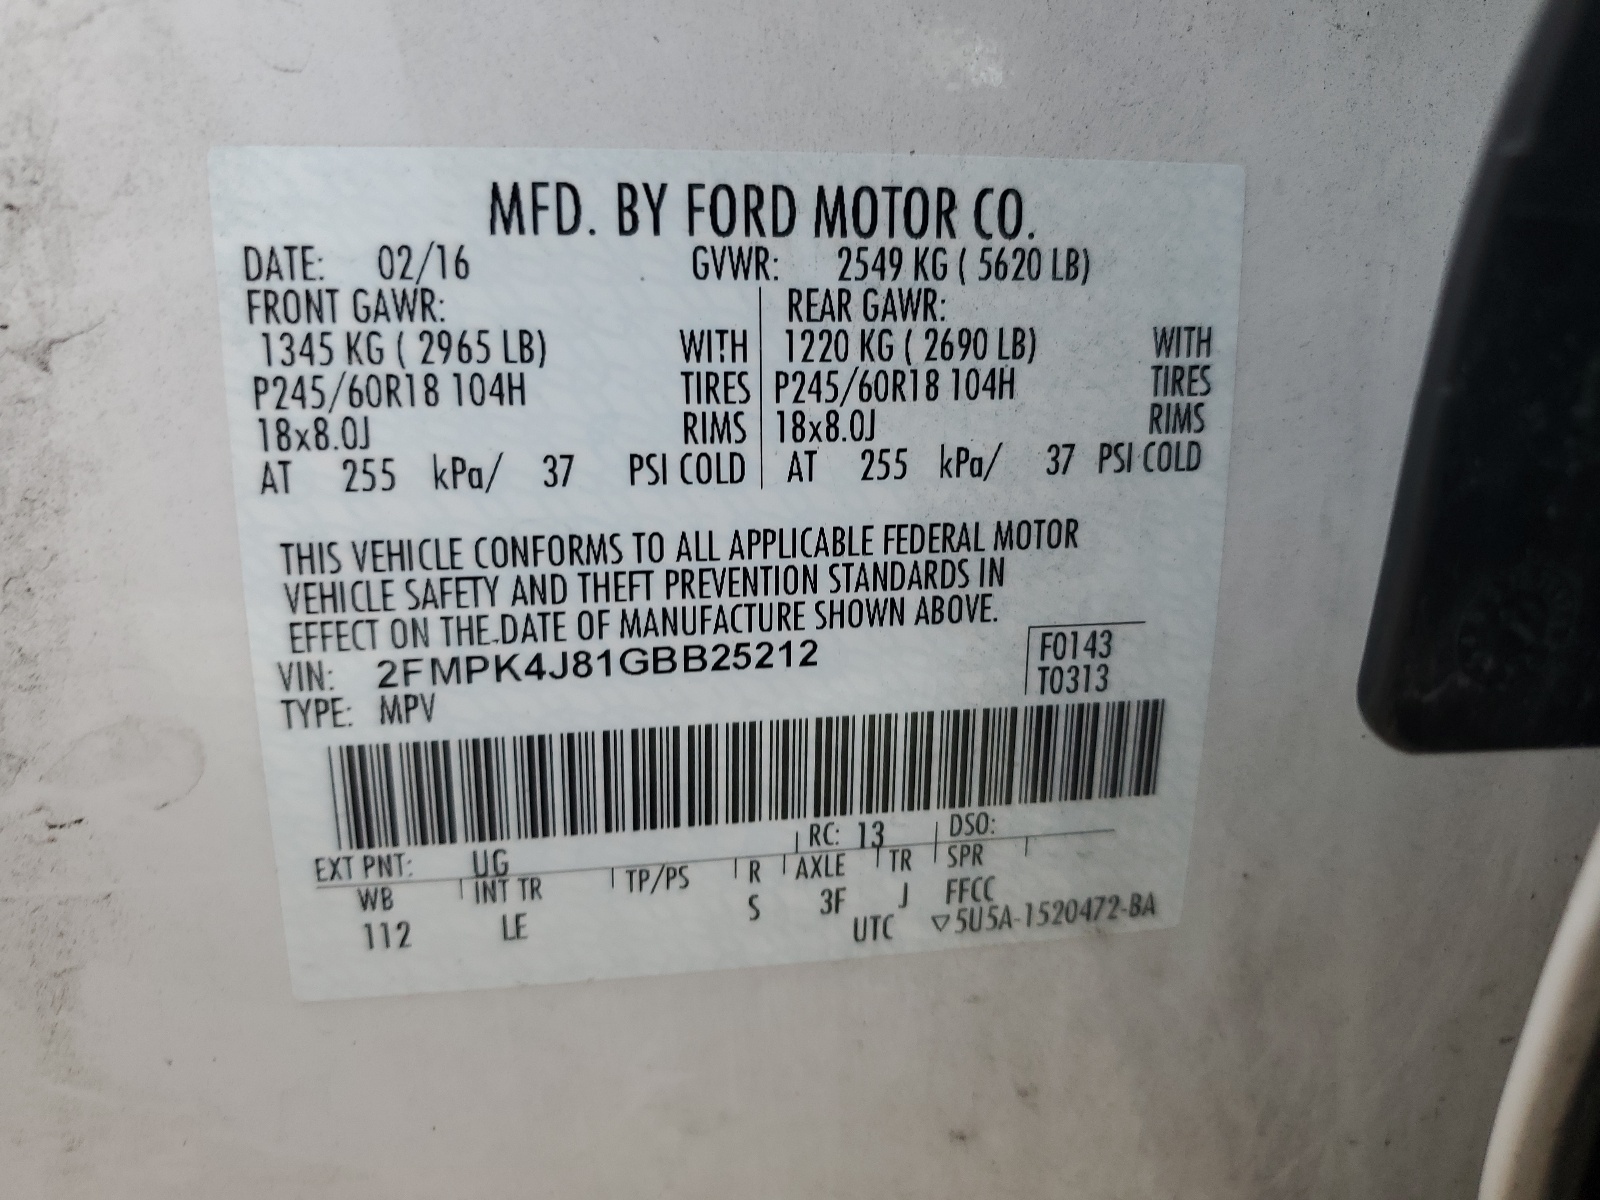 MFD. BY FORD MOTOR CO.
DATE: 02/16 GVWR: 2549 KG ( 5620 LB)
FRONT GAWR: REAR GAWR:
1345 KG ( 2965 LB) WITH 1220 KG ( 2690 LB) WITH
P245/60R18 104H TIRES P245/60R18 104H TIRES
18x8.0J RIMS 18x8.0J RIMS
AT 255 kPa/ 37 PSI COLD AT 255 kPa/ 37 PSI COLD
THIS VEHICLE CONFORMS TO ALL APPLICABLE FEDERAL MOTOR
VEHICLE SAFETY AND THEFT PREVENTION STANDARDS IN
EFFECT ON THE DATE OF MANUFACTURE SHOWN ABOVE.
VIN: 2FMPK4J81GBB25212 F0143
TYPE: MPV T0313
EXT PNT: UG RC: 13 DSO:
WB INT TR TP/PS R AXLE TR SPR
112 LE S 3F J FFCC
UTC ▽5U5A-1520472-BA